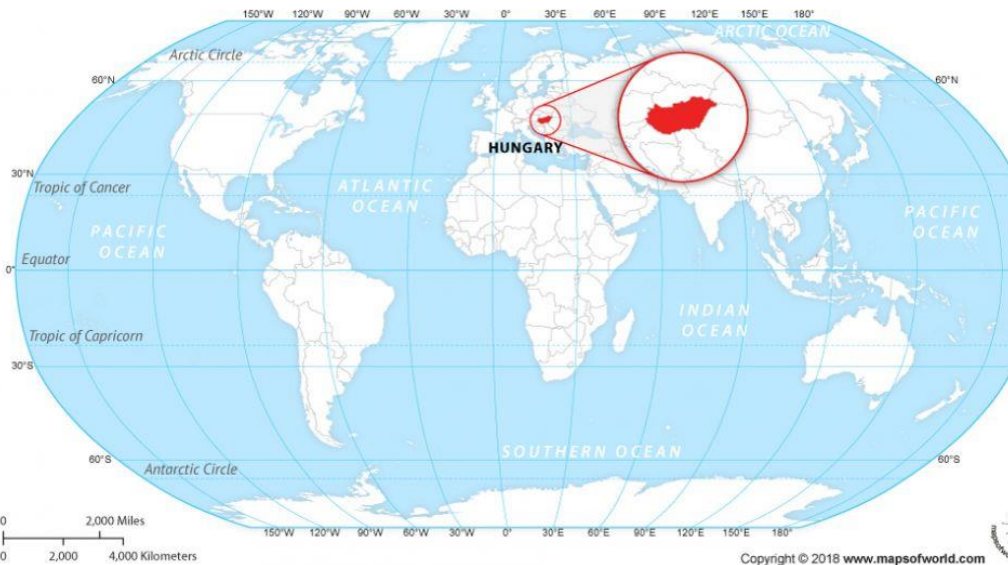 150°W 120°W 90°W 60°W 30°W 0° 30°E 60°E 90°E 120°E 150°E 180°
ARCTIC OCEAN
Arctic Circle
60°N 60°N
HUNGARY
30°N 30°N
Tropic of Cancer
ATLANTIC
OCEAN
PACIFIC
OCEAN
PACIFIC
OCEAN
Equator
0°
INDIAN
OCEAN
Tropic of Capricorn
30°S
SOUTHERN OCEAN
60°S 60°S
Antarctic Circle
150°W 120°W 90°W 60°W 30°W 0° 30°E 60°E 90°E 120°E 150°E 180°
0 2,000 Miles
0 2,000 4,000 Kilometers
Copyright © 2018 www.mapsofworld.com